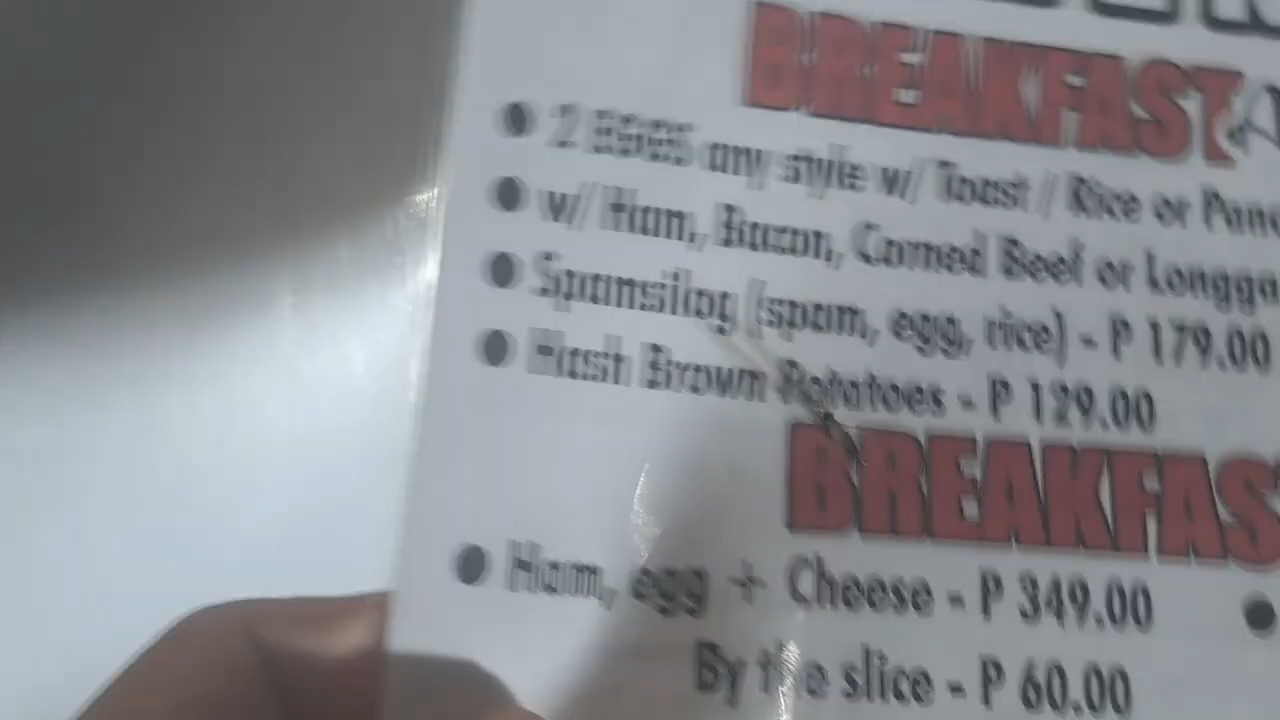 BREAKFAST
• 2 EGGS any style w/ Toast / Rice or
• w/ Ham, Bacon, Corned Beef or
• Spamsilog (spam, egg, rice) - P 179.00
• Hash Brown Potatoes - P 129.00
• Ham, egg + Cheese - P 349.00
By the slice - P 60.00